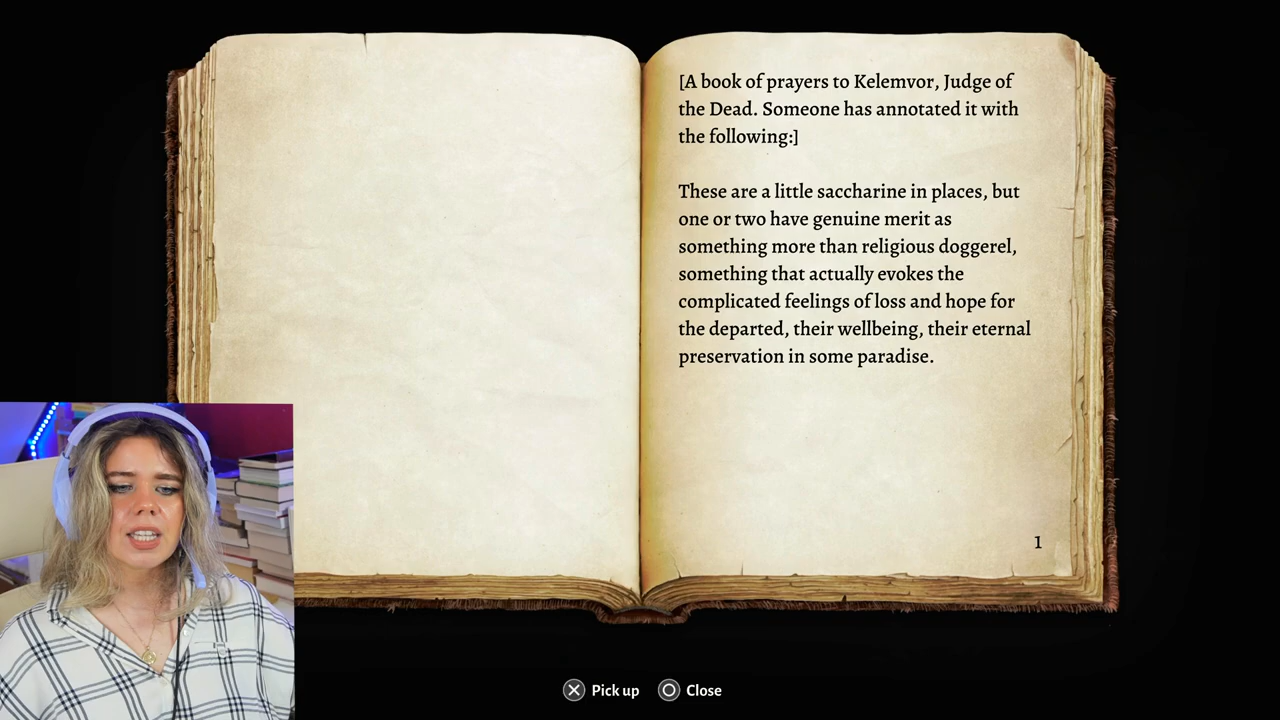 [A book of prayers to Kelemvor, Judge of
the Dead. Someone has annotated it with
the following:]
These are a little saccharine in places, but
one or two have genuine merit as
something more than religious doggerel,
something that actually evokes the
complicated feelings of loss and hope for
the departed, their wellbeing, their eternal
preservation in some paradise.
1
Pick up Close